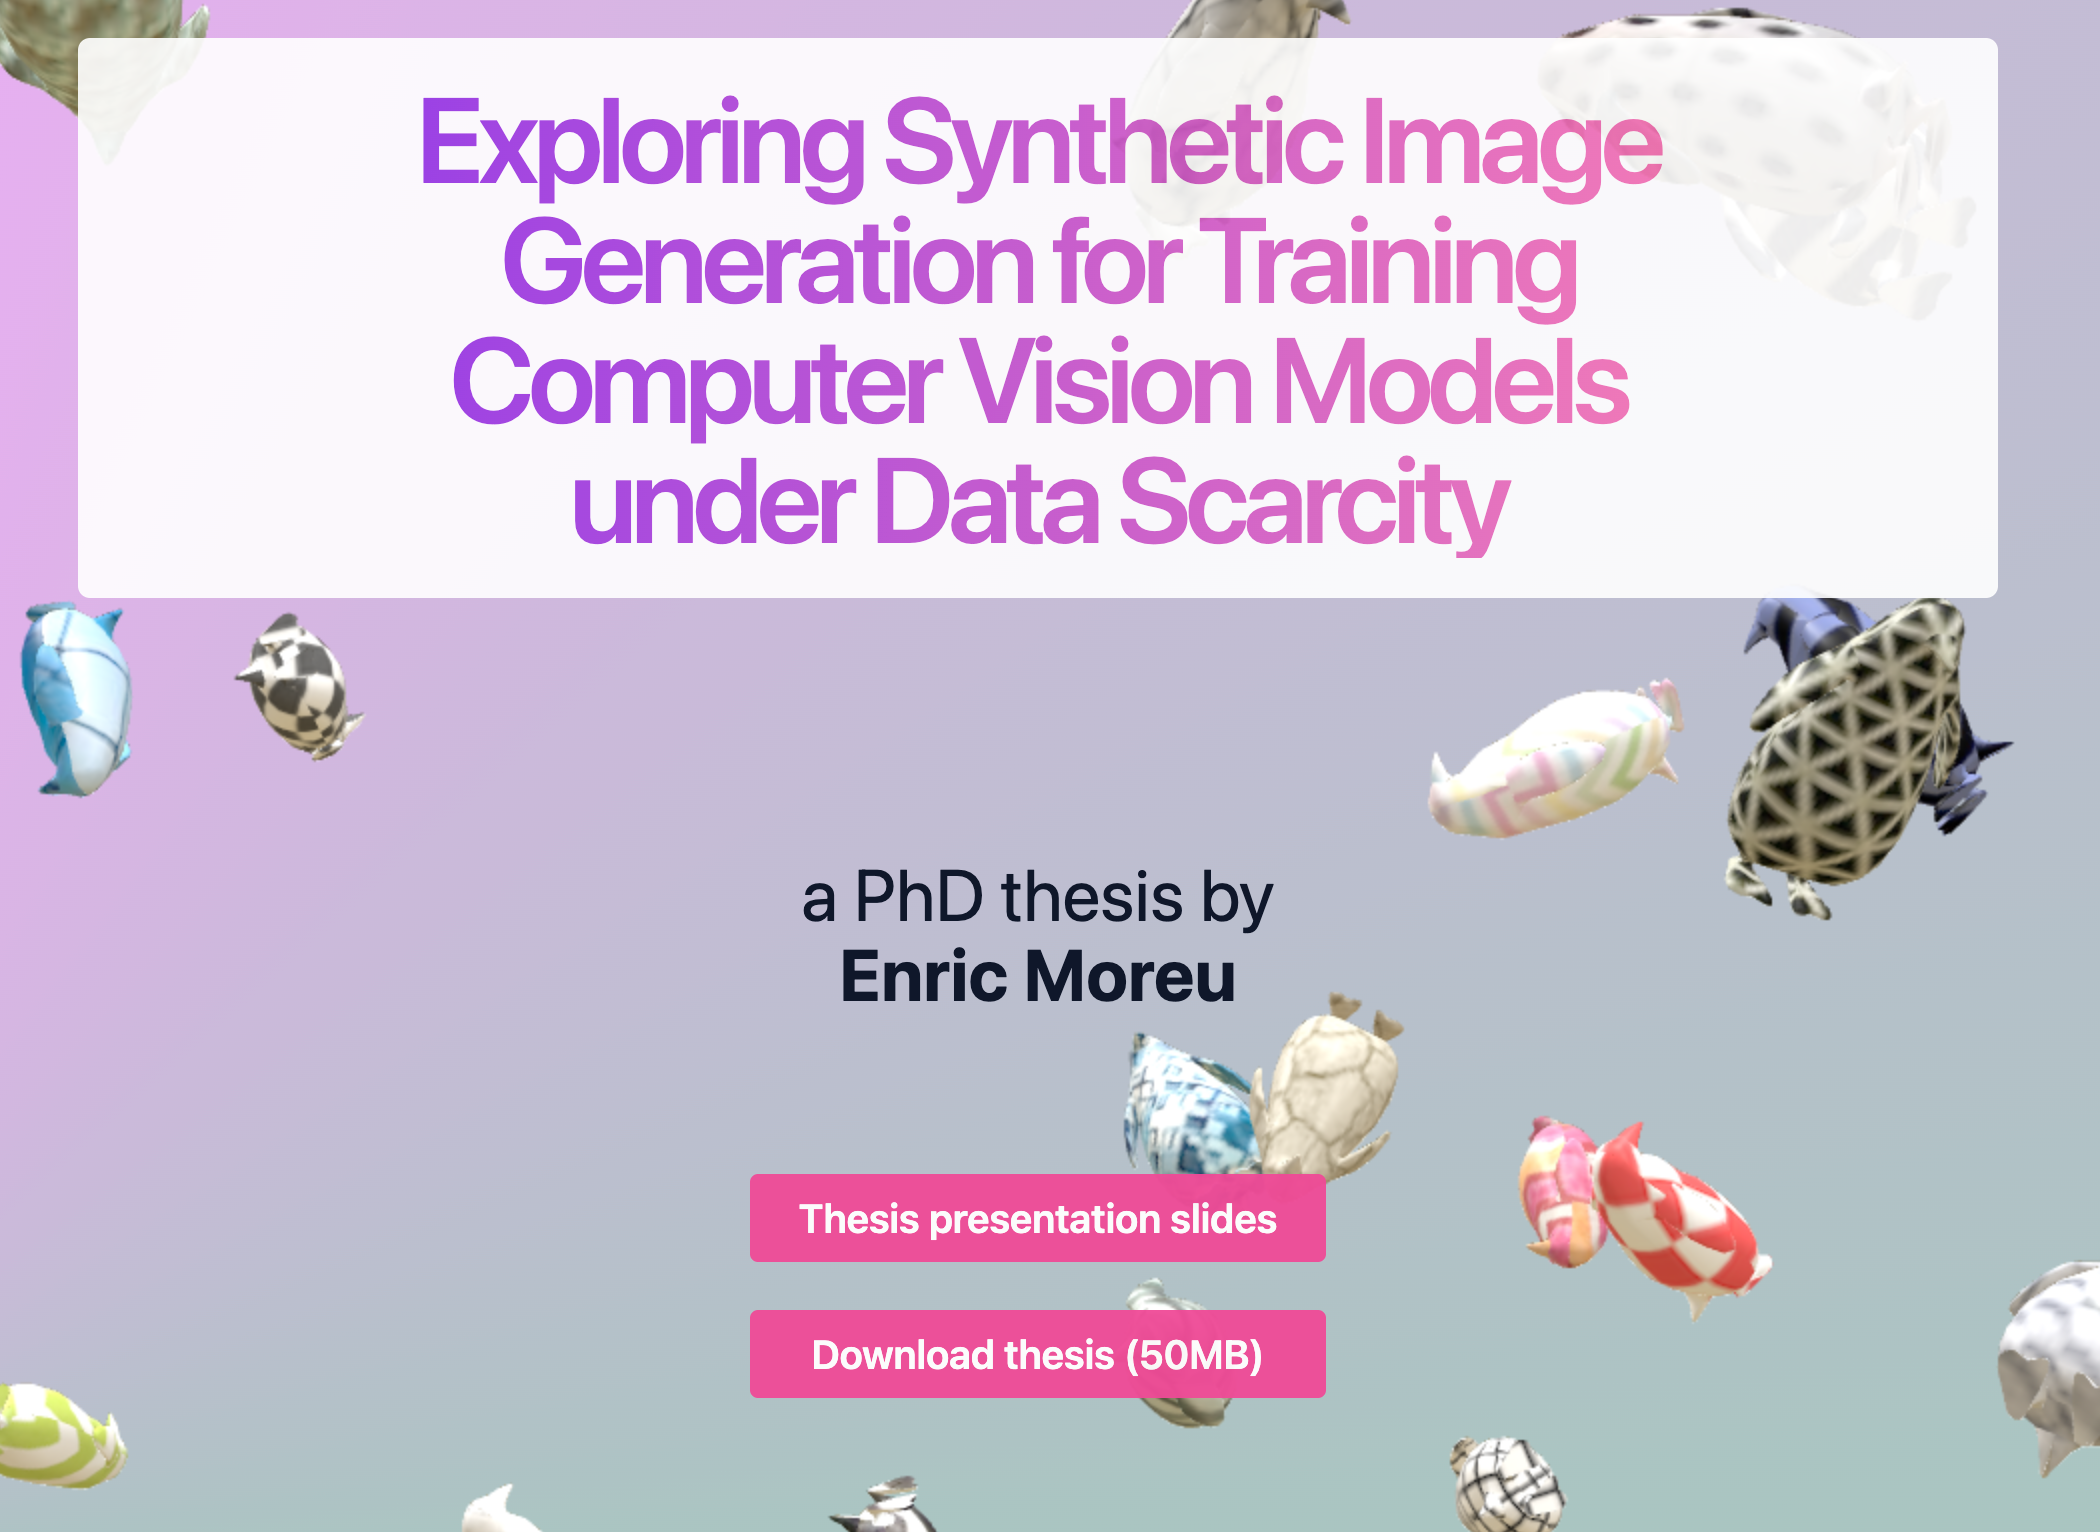 Exploring Synthetic Image
Generation for Training
Computer Vision Models
under Data Scarcity
a PhD thesis by
Enric Moreu
Thesis presentation slides
Download thesis (50MB)